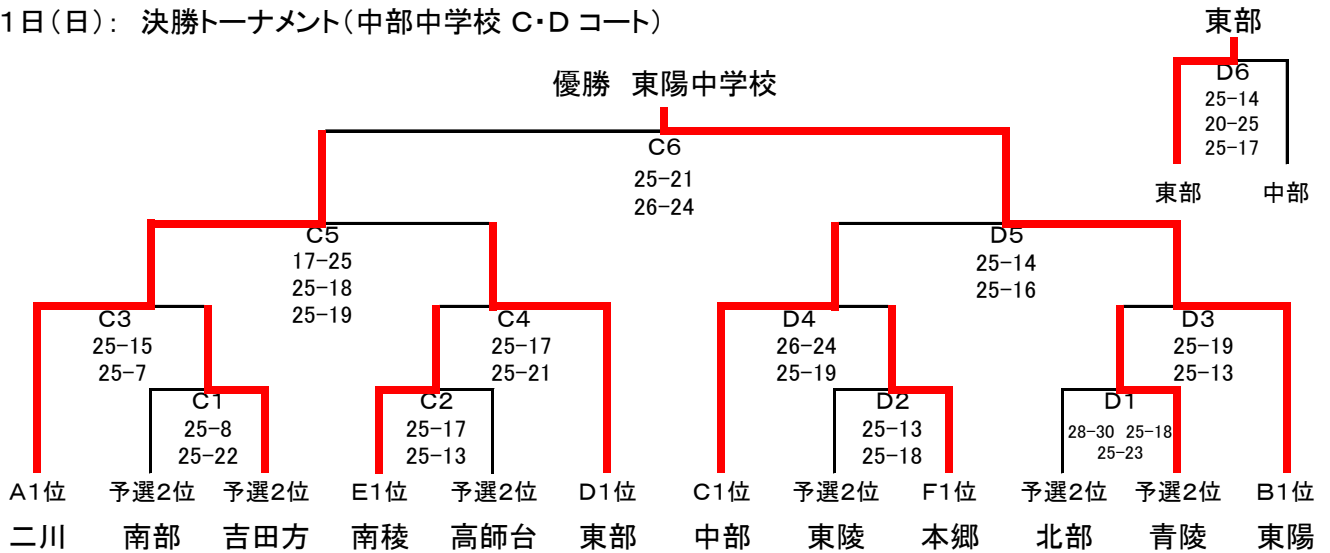 1日(日): 決勝トーナメント(中部中学校 C・D コート)
東部
D6
25-14
20-25
25-17
東部 中部
優勝 東陽中学校
C6
25-21
26-24
C5
17-25
25-18
25-19
D5
25-14
25-16
C3
25-15
25-7
C4
25-17
25-21
D4
26-24
25-19
D3
25-19
25-13
C1
25-8
25-22
C2
25-17
25-13
D2
25-13
25-18
D1
28-30 25-18
25-23
A1位 予選2位 予選2位 E1位 予選2位 D1位 C1位 予選2位 F1位 予選2位 予選2位 B1位
二川 南部 吉田方 南稜 高師台 東部 中部 東陵 本郷 北部 青陵 東陽